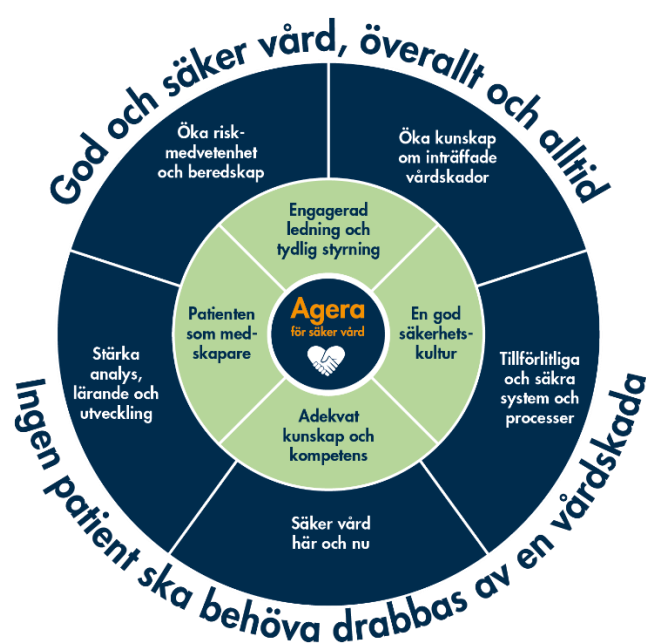 God och säker vård, överallt och alltid
Öka risk-
medvetenhet
och beredskap
Öka kunskap
om inträffade
vårdskador
Engagerad
ledning och
tydlig styrning
Patienten
som med-
skapare
Agera
för säker vård
En god
säkerhets-
kultur
Stärka
analys,
lärande och
utveckling
Tillförlitliga
och säkra
system och
processer
Adekvat
kunskap och
kompetens
Säker vård
här och nu
Ingen patient ska behöva drabbas av en vårdskada